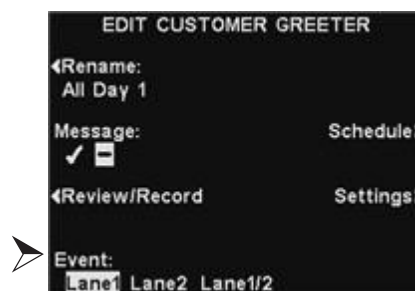 EDIT CUSTOMER GREETER
Rename:
All Day 1
Message:
Schedule:
Review/Record
Settings:
Event:
Lane1 Lane2 Lane1/2